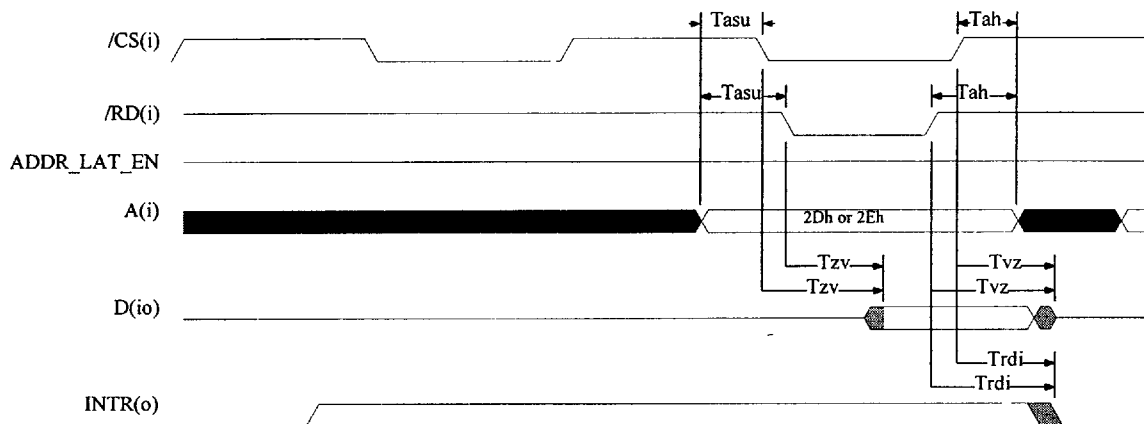 Tasu
Tah
/CS(i)
Tasu
Tah
/RD(i)
ADDR_LAT_EN
A(i)
2Dh or 2Eh
Tzv
Tvz
Tzv
Tvz
D(io)
Trdi
Trdi
INTR(o)